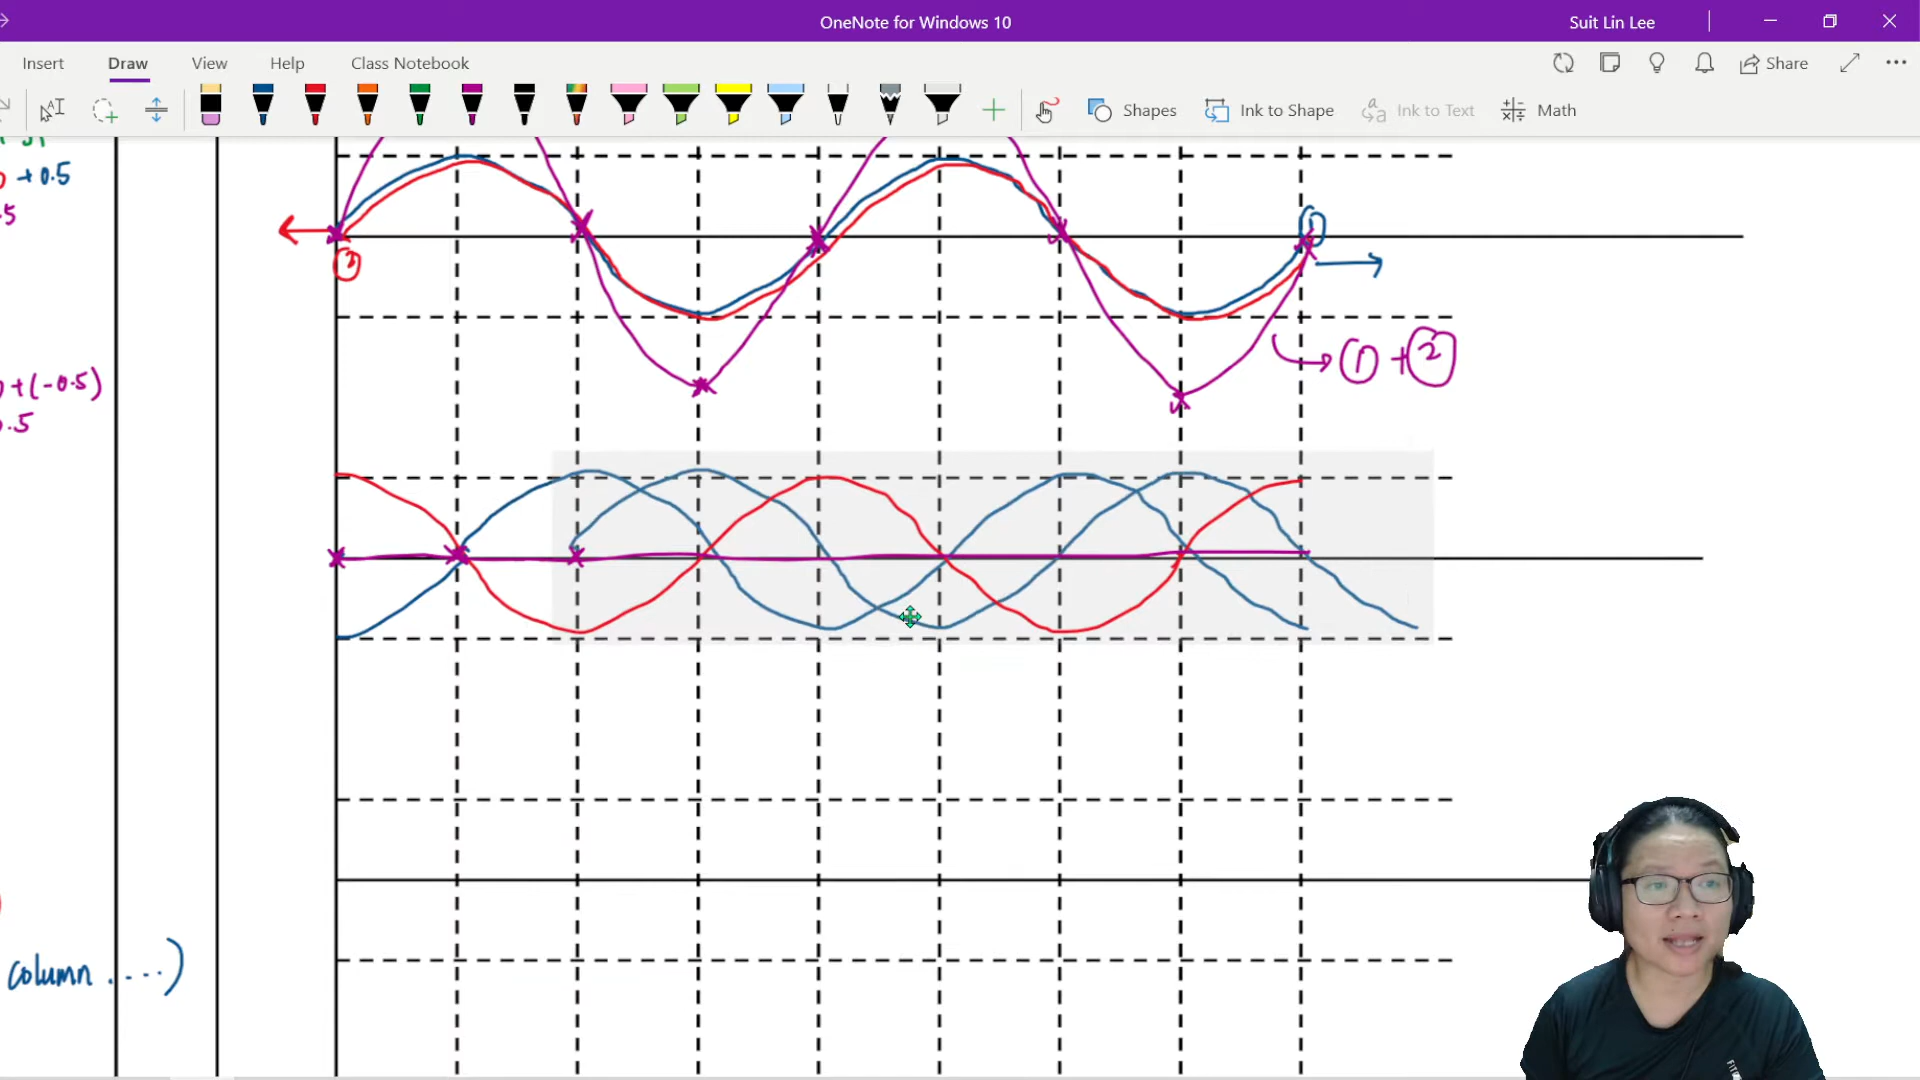 OneNote for Windows 10
Suit Lin Lee
Insert Draw View Help Class Notebook
Share
Shapes Ink to Shape Ink to Text Math
+0.5
+(-0.5)
① + ②
column .....)